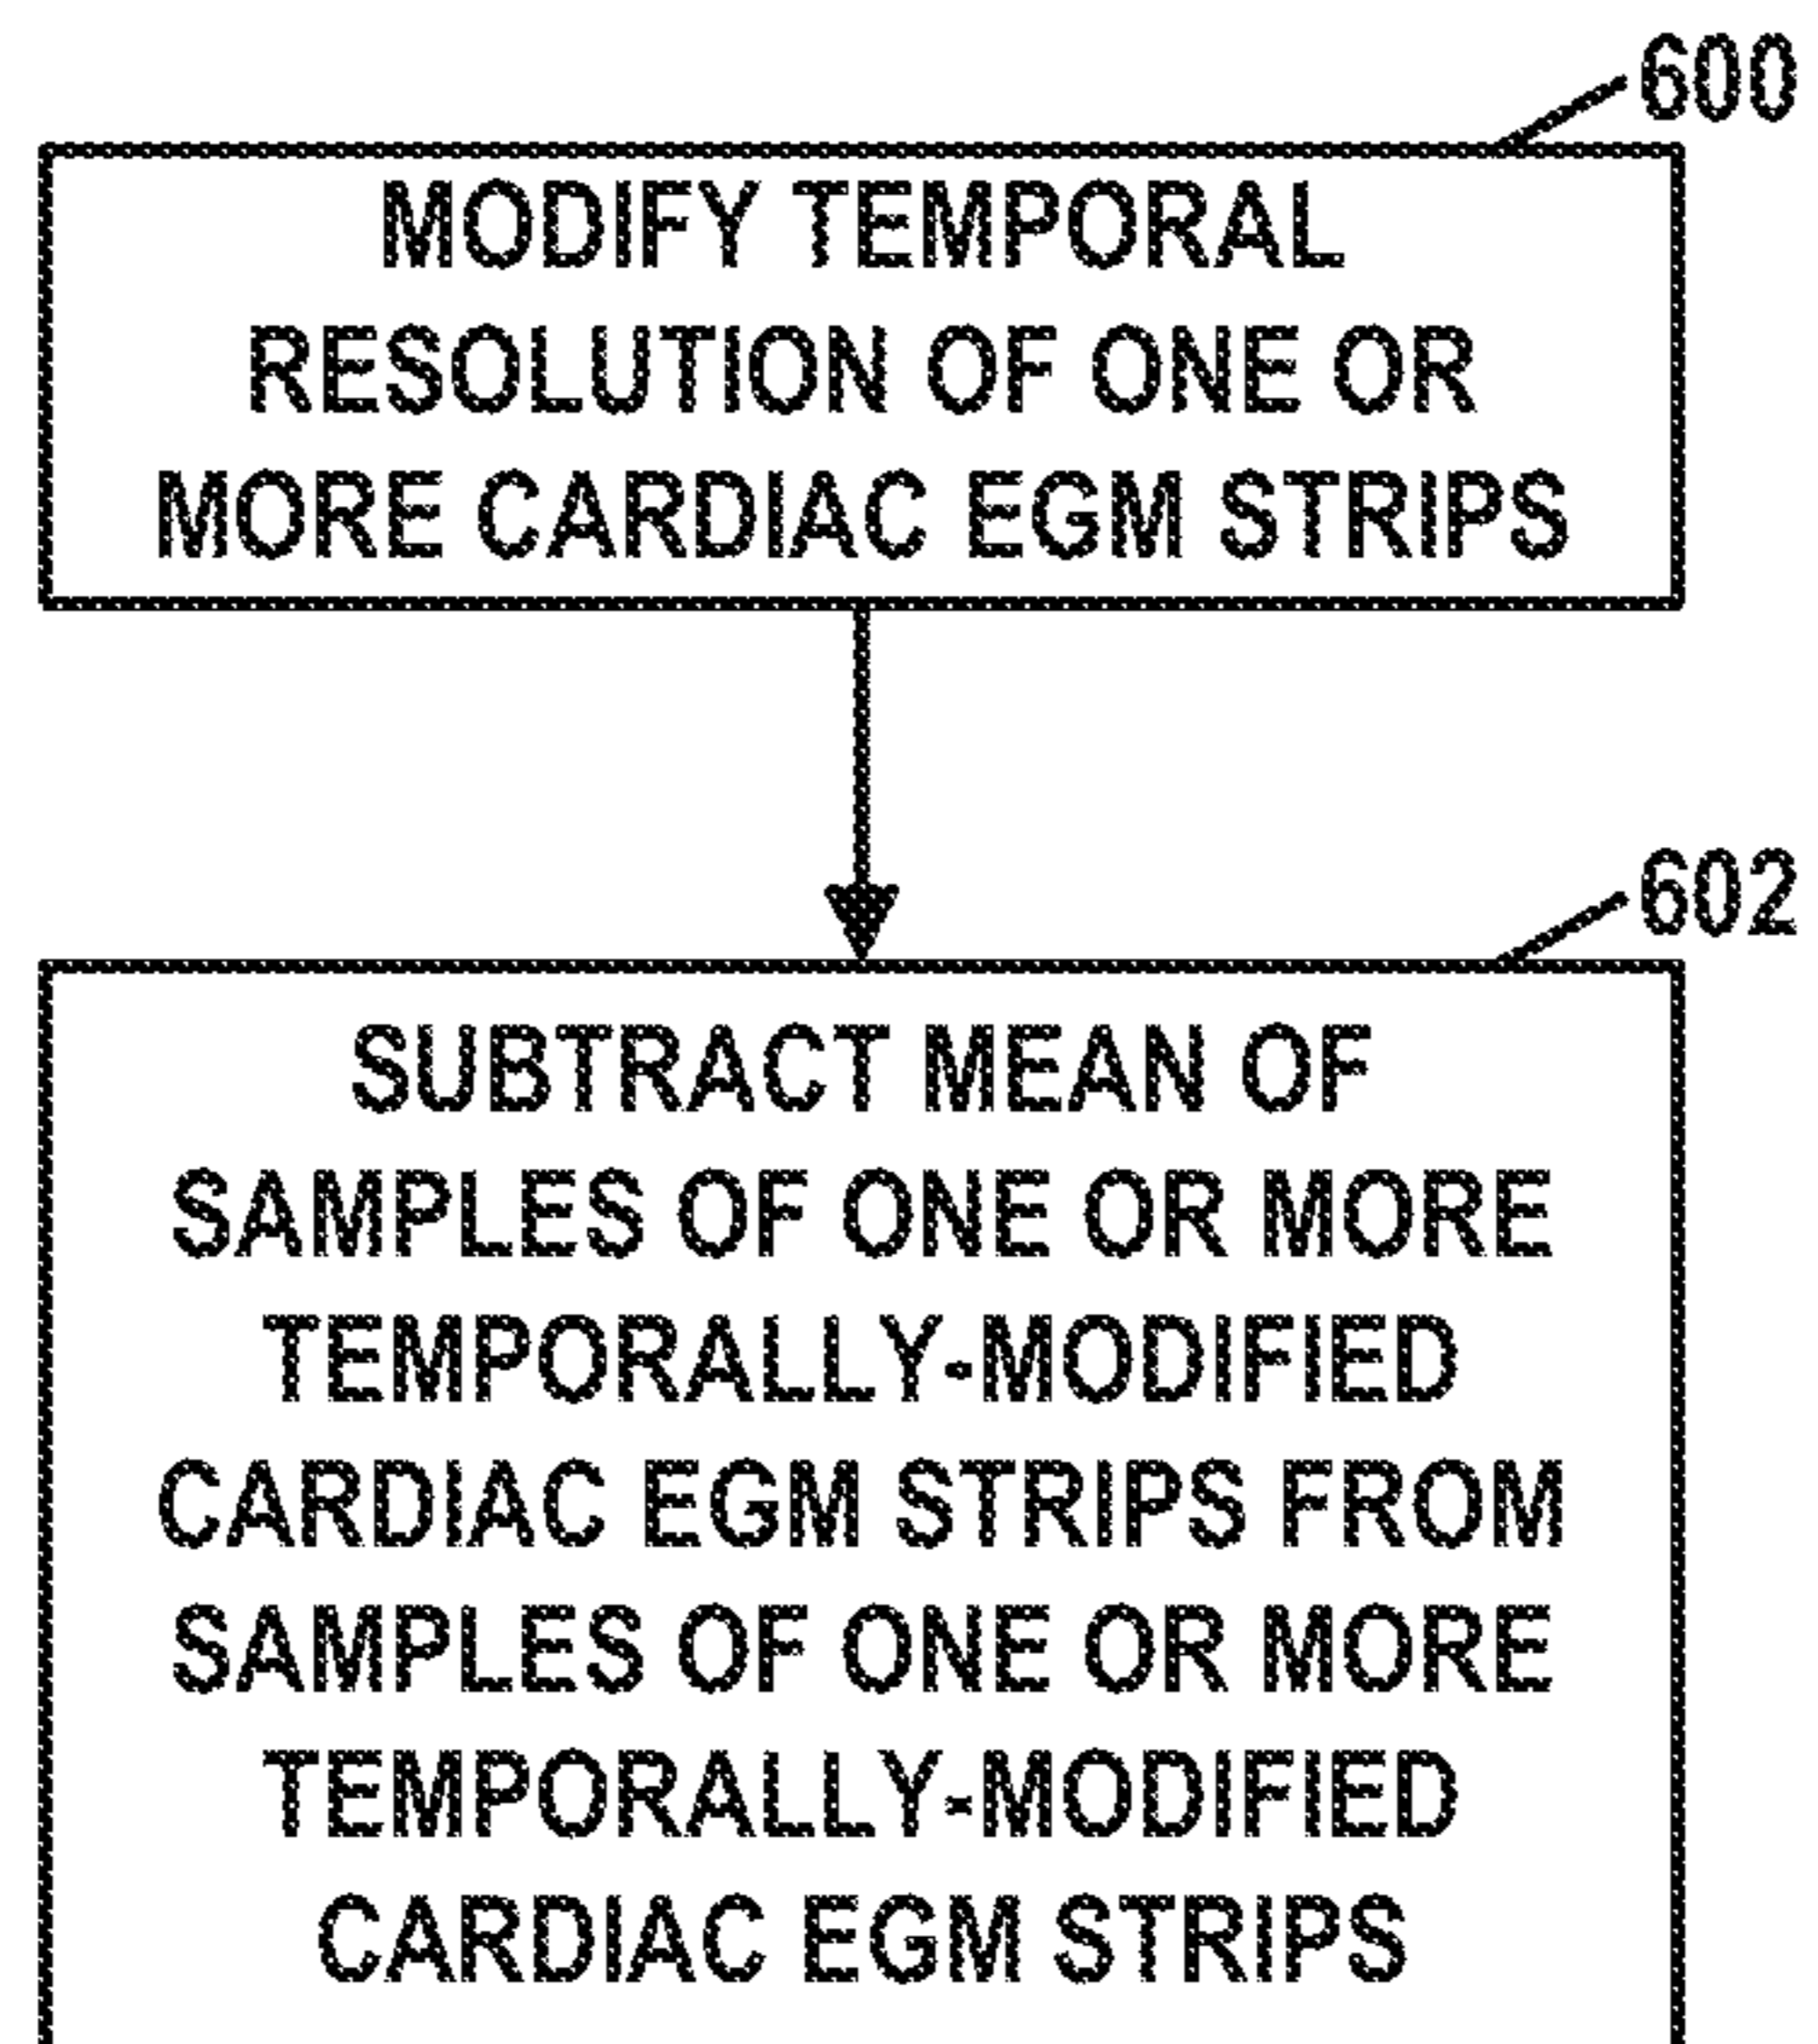 600
MODIFY TEMPORAL
RESOLUTION OF ONE OR
MORE CARDIAC EGM STRIPS
602
SUBTRACT MEAN OF
SAMPLES OF ONE OR MORE
TEMPORALLY-MODIFIED
CARDIAC EGM STRIPS FROM
SAMPLES OF ONE OR MORE
TEMPORALLY-MODIFIED
CARDIAC EGM STRIPS